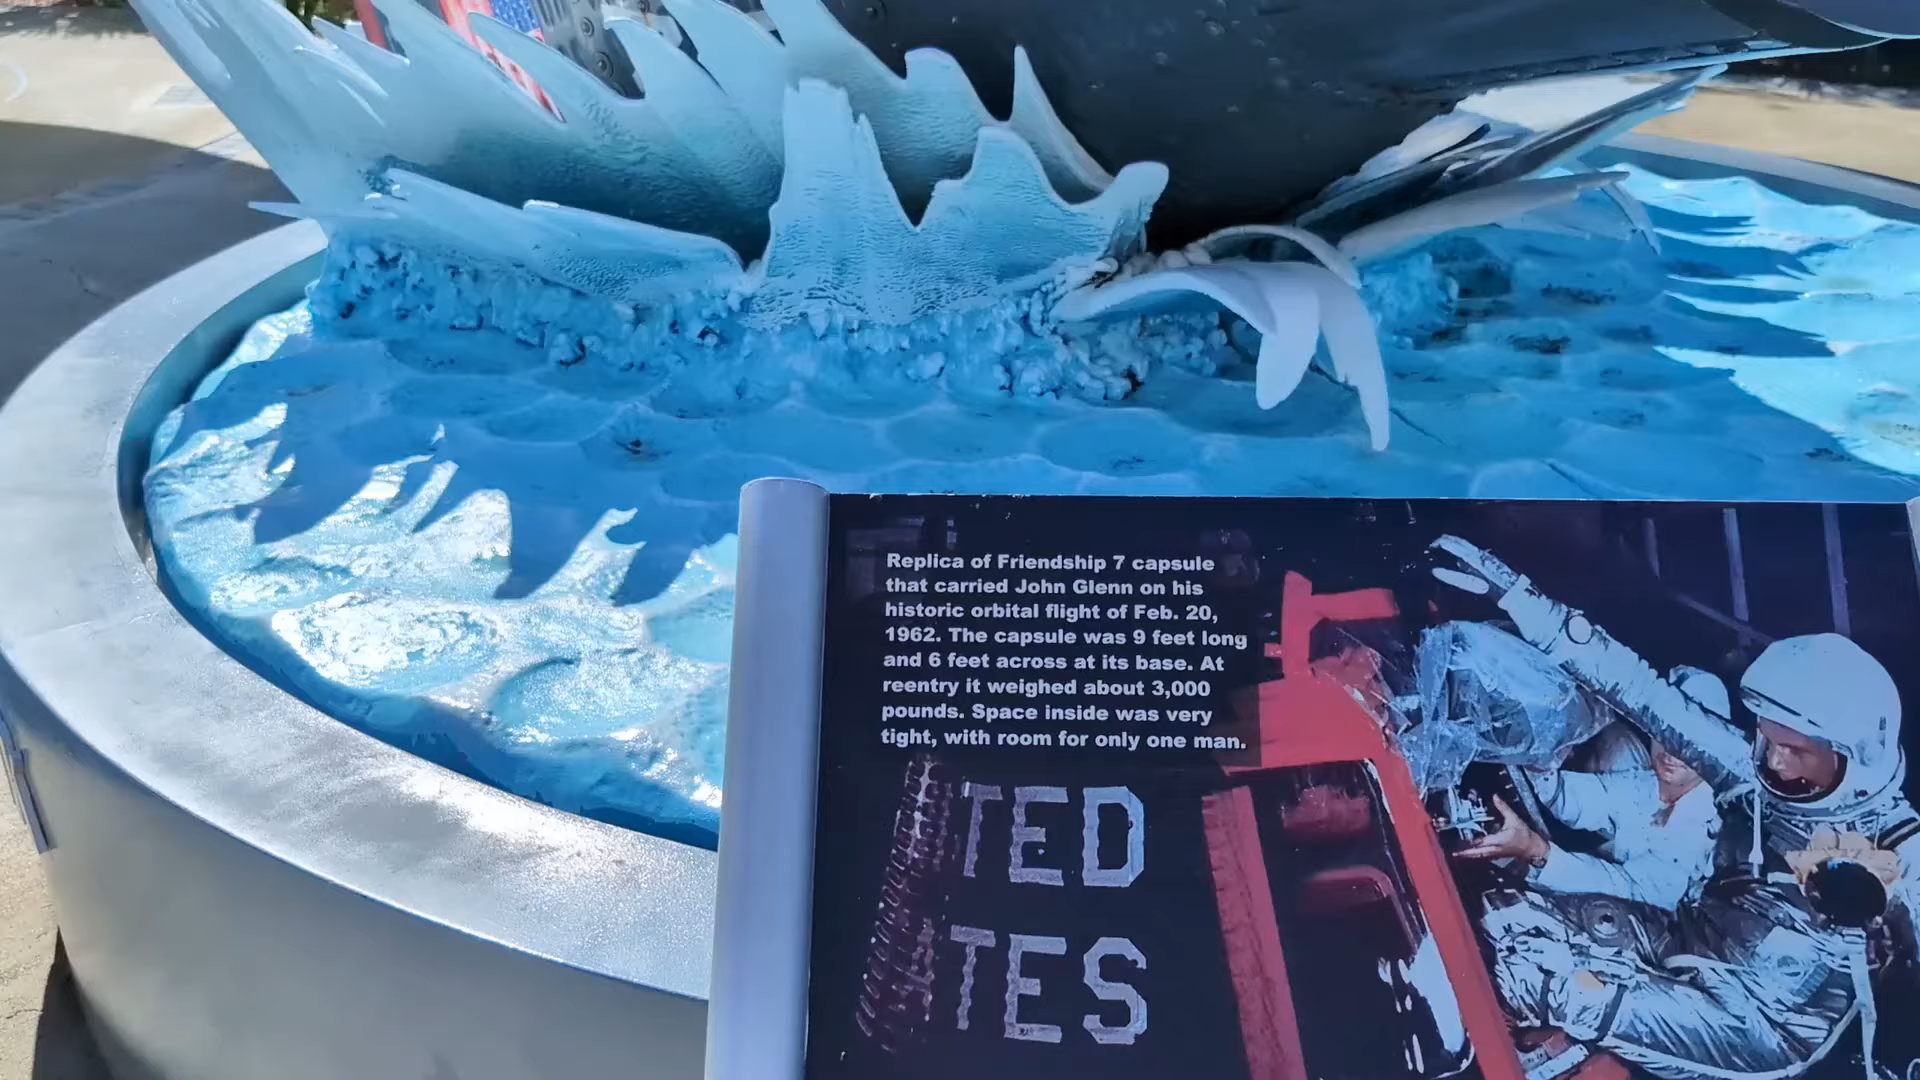 Replica of Friendship 7 capsule
that carried John Glenn on his
historic orbital flight of Feb. 20,
1962. The capsule was 9 feet long
and 6 feet across at its base. At
reentry it weighed about 3,000
pounds. Space inside was very
tight, with room for only one man.
TED
TES